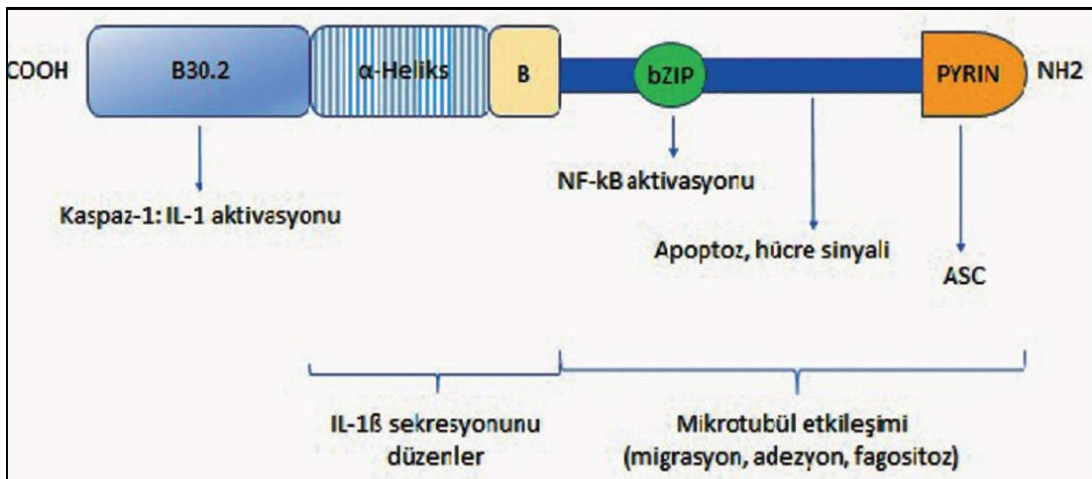 COOH
B30.2
α-Heliks
B
bZIP
PYRIN
NH2
Kaspaz-1: IL-1 aktivasyonu
NF-kB aktivasyonu
Apoptoz, hücre sinyali
ASC
IL-1ß sekresyonunu
düzenler
Mikrotubül etkileşimi
(migrasyon, adezyon, fagositoz)